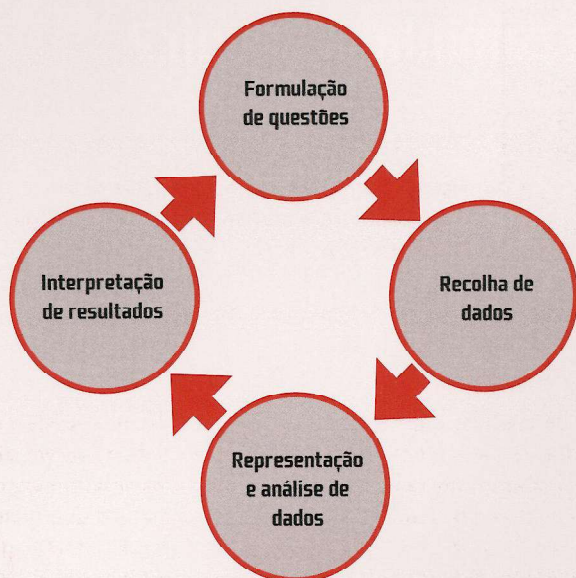 Formulação
de questões
Recolha de
dados
Representação
e análise de
dados
Interpretação
de resultados